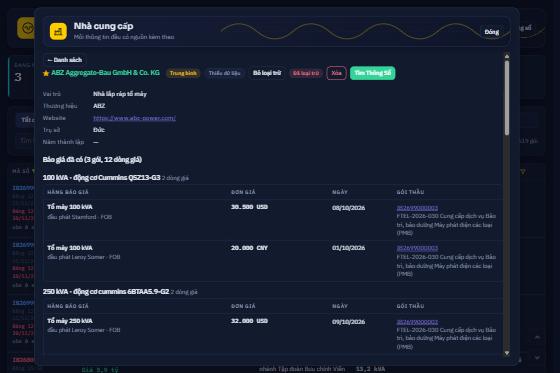 Nhà cung cấp
Mỗi thông tin đều có nguồn kèm theo
Đóng
← Danh sách
ABZ Aggregate-Bau GmbH & Co. KG
Trung bình
Thiếu dữ liệu
Bỏ loại trừ
Đã loại trừ
Xóa
Tìm Thông Số
Vai trò Nhà lắp ráp tổ máy
Thương hiệu ABZ
Website https://www.abc-power.com/
Trụ sở Đức
Năm thành lập —
Báo giá đã có (3 gói, 12 dòng giá)
100 kVA - động cơ Cummins QSZ13-G3 2 dòng giá
HÀNG BÁO GIÁ ĐƠN GIÁ NGÀY GÓI THẦU
Tổ máy 100 kVA 30.500 USD 08/10/2026 IB2699000003
đầu phát Stamford · FOB FTEL-2026-030 Cung cấp dịch vụ Bảo
trì, bảo dưỡng Máy phát điện các loại
(PMB)
Tổ máy 100 kVA 20.000 CNY 01/10/2026 IB2699000003
đầu phát Leroy Somer · FOB FTEL-2026-030 Cung cấp dịch vụ Bảo
trì, bảo dưỡng Máy phát điện các loại
(PMB)
250 kVA - động cơ cummins 6BTAA5.9-G2 2 dòng giá
HÀNG BÁO GIÁ ĐƠN GIÁ NGÀY GÓI THẦU
Tổ máy 250 kVA 32.000 USD 09/10/2026 IB2699000003
đầu phát Leroy Somer · FOB FTEL-2026-030 Cung cấp dịch vụ Bảo
trì, bảo dưỡng Máy phát điện các loại
(PMB)